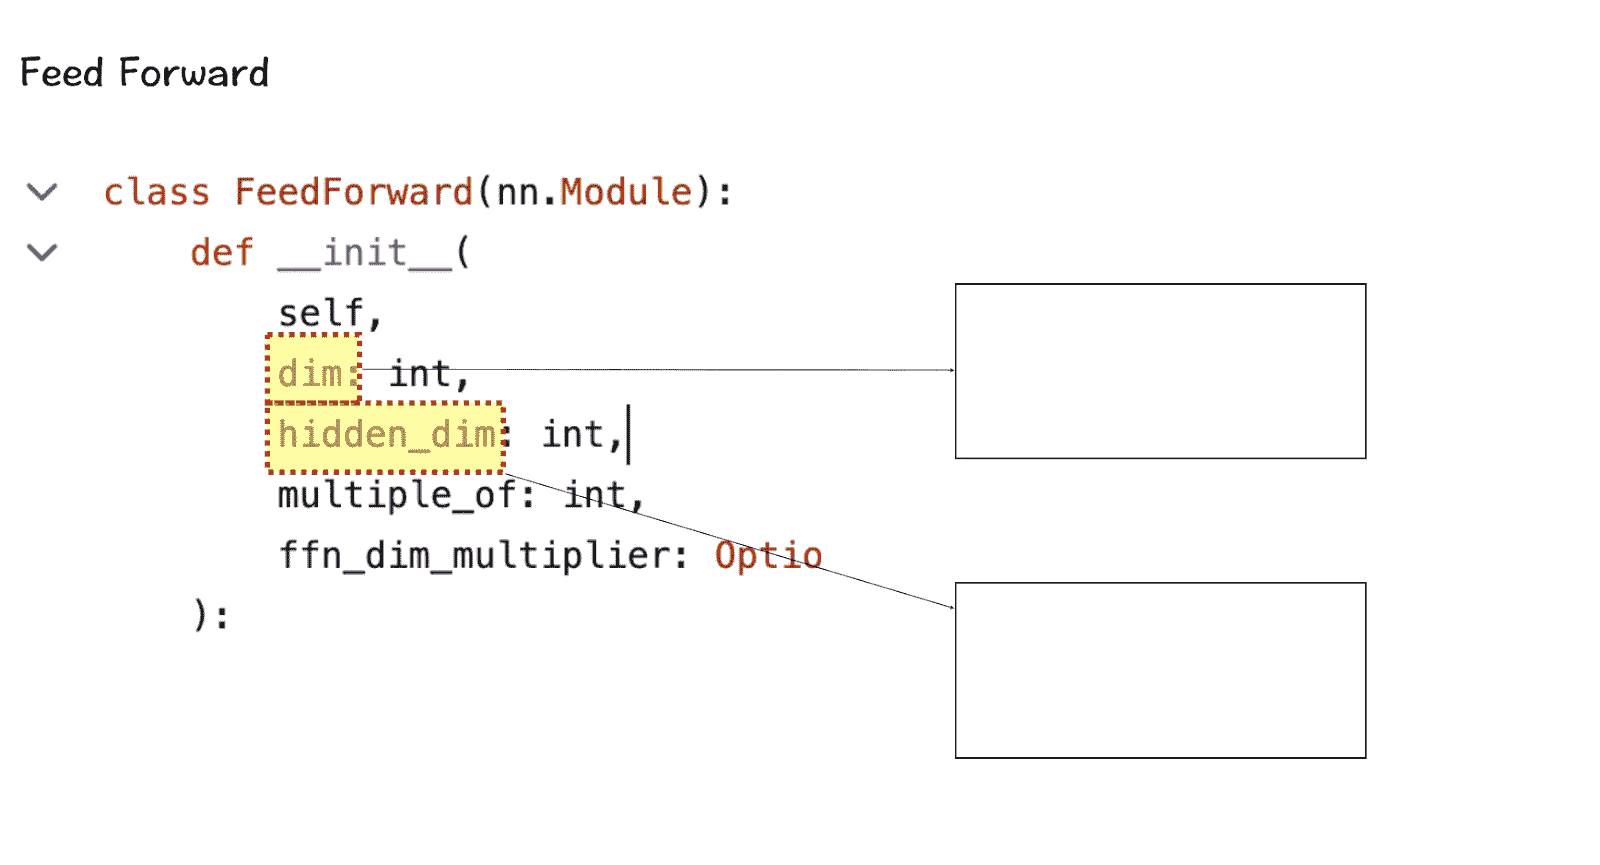 Feed Forward
class FeedForward(nn.Module):
def __init__(
self,
dim: int,
hidden_dim: int,
multiple_of: int,
ffn_dim_multiplier: Optio
):